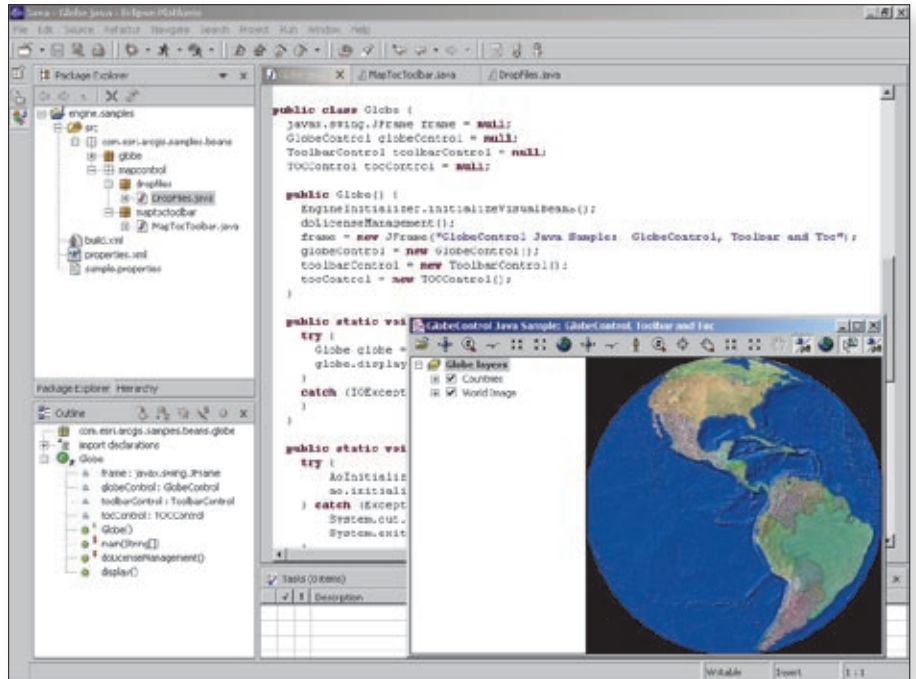 Java - Globe.java - Eclipse Platform
File Edit Source Refactor Navigate Search Project Run Window Help
Package Explorer
engine.samples
src
com.esri.arcgis.samples.beans
globe
mapcontrol
dropfiles
DropFiles.java
maptoctoolbar
MapTocToolbar.java
build.xml
properties.xml
sample.properties
Package Explorer Hierarchy
Outline
com.esri.arcgis.samples.beans.globe
import declarations
Globe
frame : javax.swing.JFrame
globeControl : GlobeControl
toolbarControl : ToolbarControl
tocControl : TOCControl
Globe()
main(String[])
doLicenseManagement()
display()
MapTocToolbar.java DropFiles.java
public class Globe {
javax.swing.JFrame frame = null;
GlobeControl globeControl = null;
ToolbarControl toolbarControl = null;
TOCControl tocControl = null;
public Globe() {
EngineInitializer.initializeVisualBeans();
doLicenseManagement();
frame = new JFrame("GlobeControl Java Samples GlobeControl, Toolbar and Toc");
globeControl = new GlobeControl();
toolbarControl = new ToolbarControl();
tocControl = new TOCControl();
}
public static voi
try {
Globe globe =
globe.display
}
catch (IOExcept
}
}
public static voi
try {
AoInitializ
ao.initiali
} catch (Except
System.out.
System.exit
}
GlobeControl Java Sample: GlobeControl, Toolbar and Toc
Globe layers
Countries
World Image
Tasks (0 items)
Description
Writable Insert 1 : 1